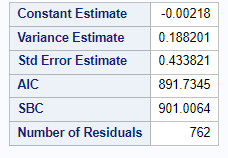 Constant Estimate -0.00218
Variance Estimate 0.188201
Std Error Estimate 0.433821
AIC 891.7345
SBC 901.0064
Number of Residuals 762